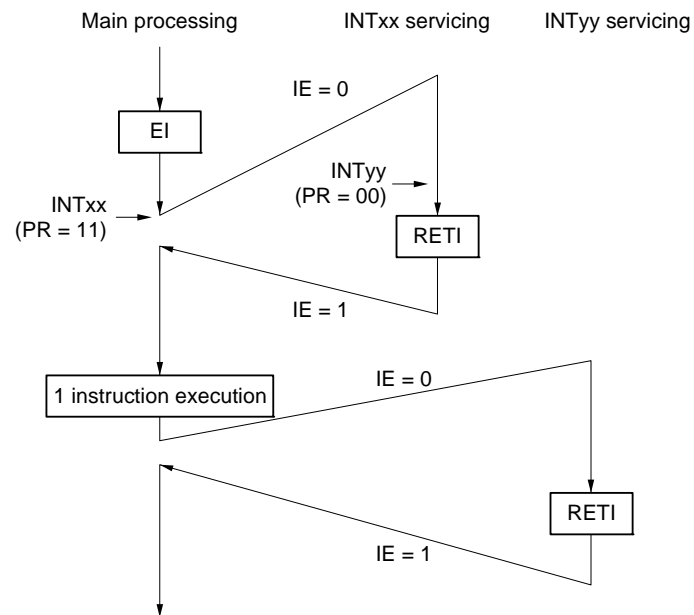 Main processing
INTxx servicing
INTyy servicing
IE = 0
EI
INTyy
(PR = 00)
INTxx
(PR = 11)
RETI
IE = 1
IE = 0
1 instruction execution
RETI
IE = 1